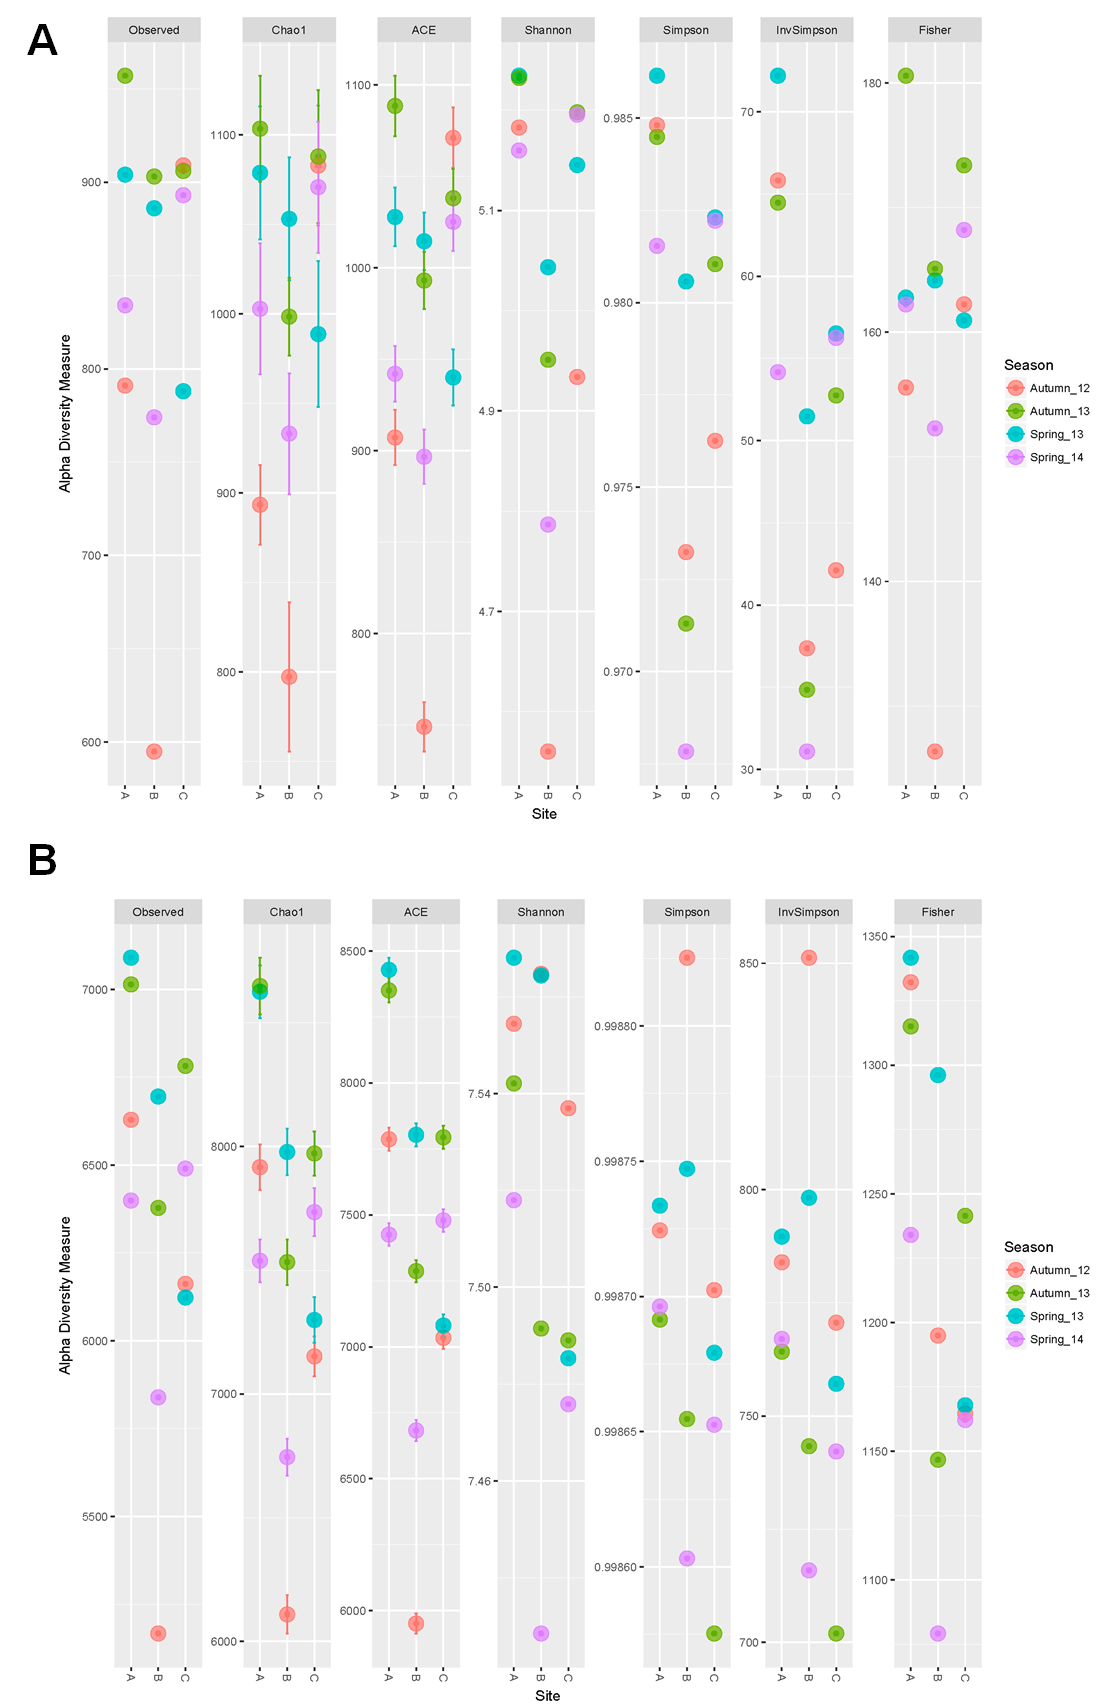 A
Observed Chao1 ACE Shannon Simpson InvSimpson Fisher
Alpha Diversity Measure
900
800
700
600
1100
1000
900
800
1100
1000
900
800
5.1
4.9
4.7
0.985
0.980
0.975
0.970
70
60
50
40
30
180
160
140
A B C A B C A B C A B C A B C A B C A B C
Site
Season
Autumn_12
Autumn_13
Spring_13
Spring_14
B
Observed Chao1 ACE Shannon Simpson InvSimpson Fisher
Alpha Diversity Measure
7000
6500
6000
5500
8000
7000
6000
8500
8000
7500
7000
6500
6000
7.54
7.50
7.46
0.99880
0.99875
0.99870
0.99865
0.99860
850
800
750
700
1350
1300
1250
1200
1150
1100
A B C A B C A B C A B C A B C A B C A B C
Site
Season
Autumn_12
Autumn_13
Spring_13
Spring_14